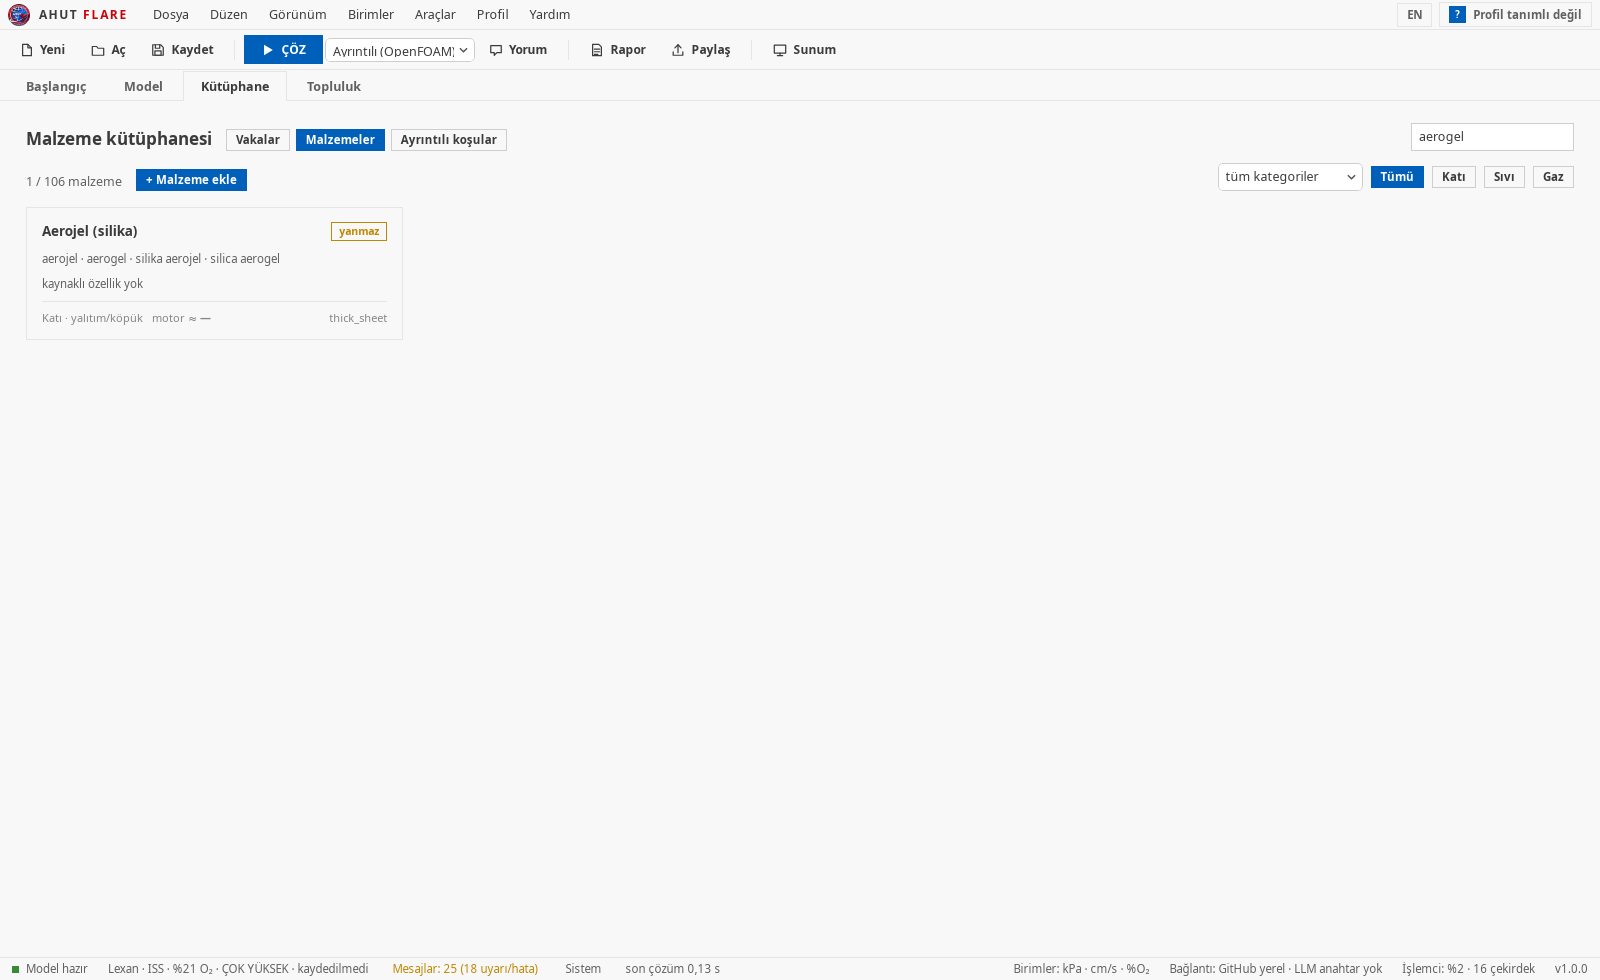 AHUT FLARE Dosya Düzen Görünüm Birimler Araçlar Profil Yardım EN ? Profil tanımlı değil
Yeni Aç Kaydet ÇÖZ Ayrıntılı (OpenFOAM) Yorum Rapor Paylaş Sunum
Başlangıç Model Kütüphane Topluluk
Malzeme kütüphanesi Vakalar Malzemeler Ayrıntılı koşular aerogel
1 / 106 malzeme + Malzeme ekle tüm kategoriler Tümü Katı Sıvı Gaz
Aerojel (silika) yanmaz
aerojel · aerogel · silika aerojel · silica aerogel
kaynaklı özellik yok
Katı · yalıtım/köpük motor ≈ — thick_sheet
Model hazır Lexan · ISS · %21 O₂ · ÇOK YÜKSEK · kaydedilmedi Mesajlar: 25 (18 uyarı/hata) Sistem son çözüm 0,13 s Birimler: kPa · cm/s · %O₂ Bağlantı: GitHub yerel · LLM anahtar yok İşlemci: %2 · 16 çekirdek v1.0.0